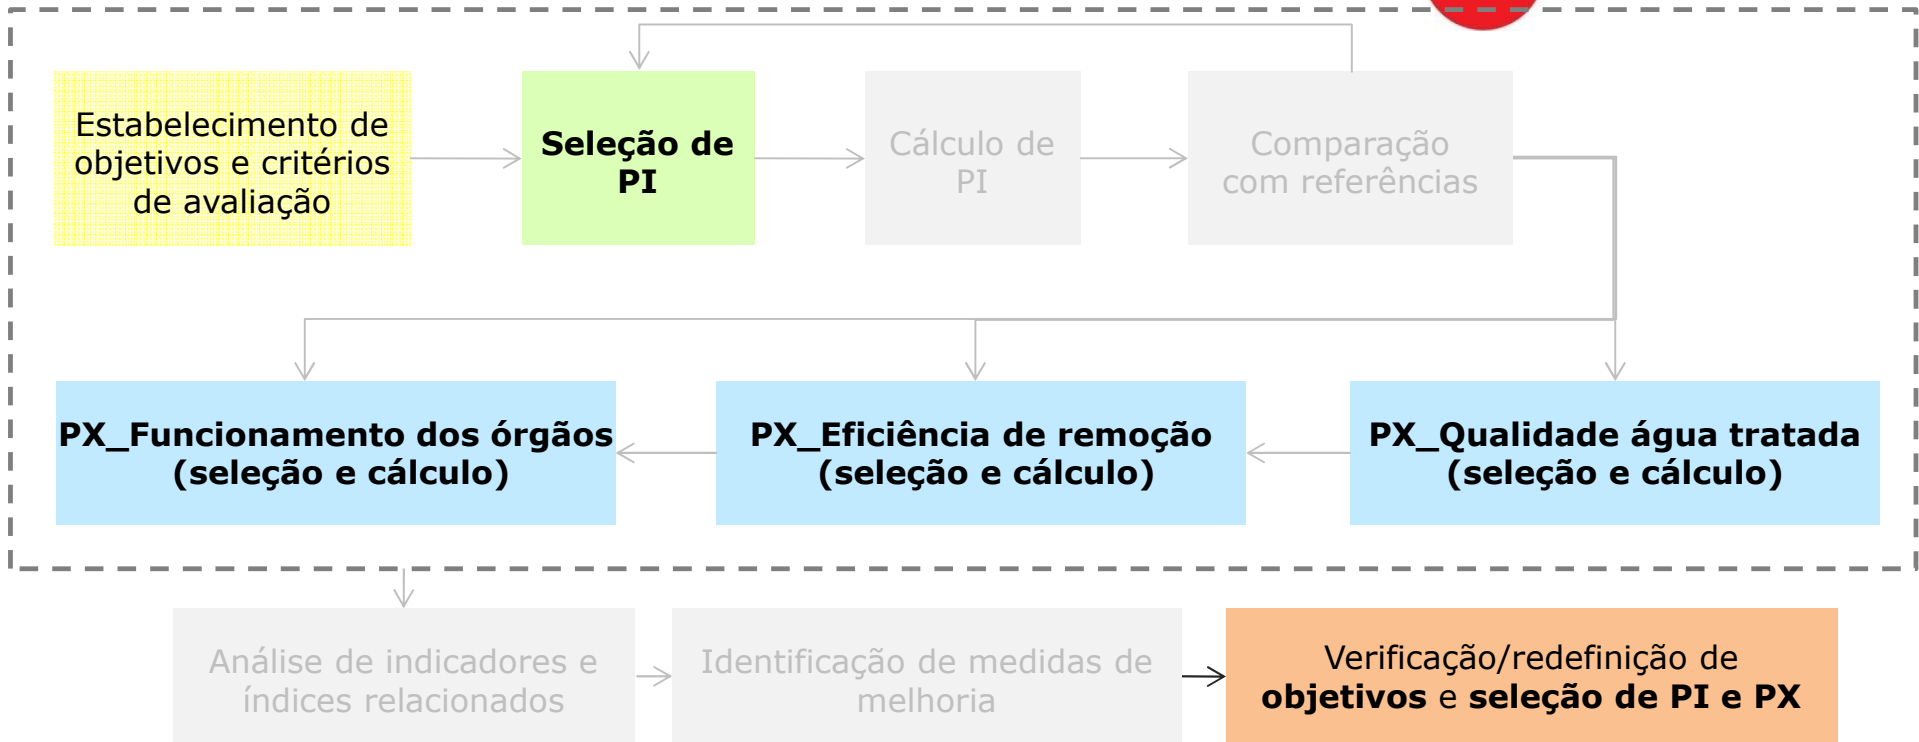 Estabelecimento de
objetivos e critérios
de avaliação
Seleção de
PI
Cálculo de
PI
Comparação
com referências
PX_Funcionamento dos órgãos
(seleção e cálculo)
PX_Eficiência de remoção
(seleção e cálculo)
PX_Qualidade água tratada
(seleção e cálculo)
Análise de indicadores e
índices relacionados
Identificação de medidas de
melhoria
Verificação/redefinição de
objetivos e seleção de PI e PX